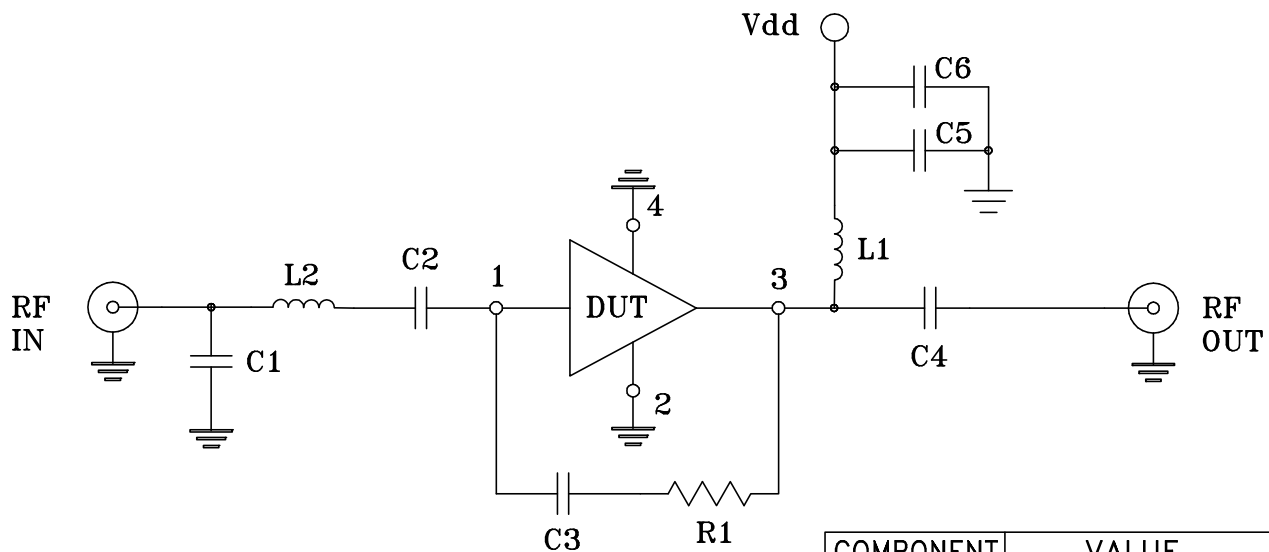 Vdd
C6
C5
4
L1
C2
L2
1
3
RF
IN
DUT
RF
OUT
C1
C4
2
C3
R1
COMPONENT VALUE